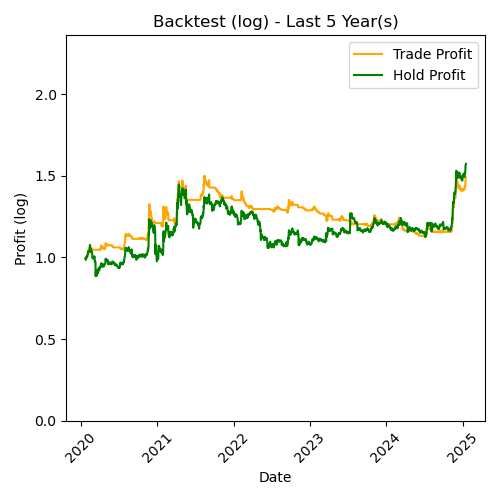 Backtest (log) - Last 5 Year(s)
Trade Profit
Hold Profit
Profit (log)
2.0
1.5
1.0
0.5
0.0
2020
2021
2022
2023
2024
2025
Date